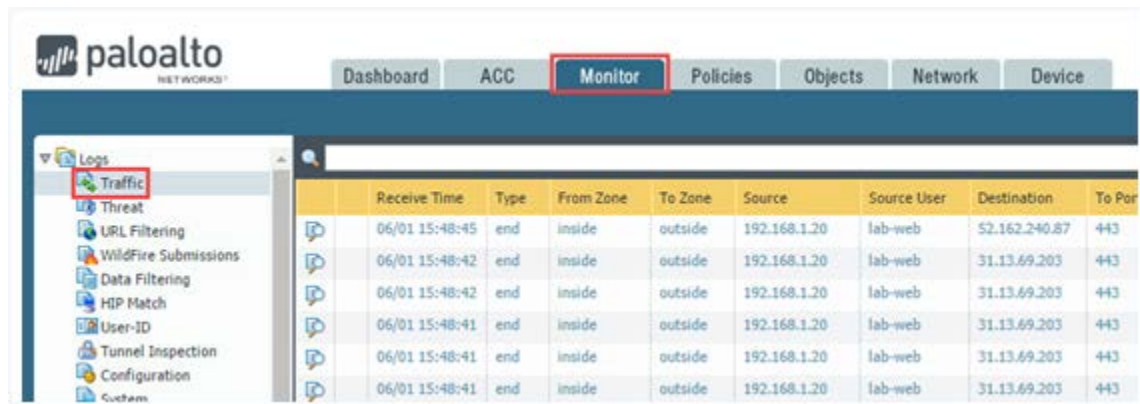 paloalto
NETWORKS®
Dashboard ACC Monitor Policies Objects Network Device
Logs
Traffic
Threat
URL Filtering
WildFire Submissions
Data Filtering
HIP Match
User-ID
Tunnel Inspection
Configuration
System
Receive Time Type From Zone To Zone Source Source User Destination To Por
06/01 15:48:45 end inside outside 192.168.1.20 lab-web 52.162.240.87 443
06/01 15:48:42 end inside outside 192.168.1.20 lab-web 31.13.69.203 443
06/01 15:48:42 end inside outside 192.168.1.20 lab-web 31.13.69.203 443
06/01 15:48:41 end inside outside 192.168.1.20 lab-web 31.13.69.203 443
06/01 15:48:41 end inside outside 192.168.1.20 lab-web 31.13.69.203 443
06/01 15:48:41 end inside outside 192.168.1.20 lab-web 31.13.69.203 443